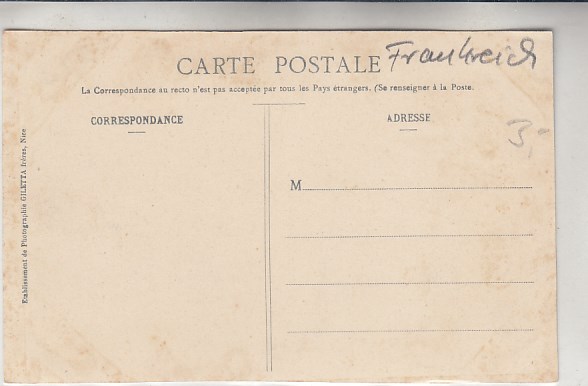 CARTE POSTALE Frankreich
La Correspondance au recto n'est pas acceptée par tous les Pays étrangers. (Se renseigner à la Poste.
CORRESPONDANCE
ADRESSE
3,-
M
Etablissement de Photographie GILETTA frères, Nice